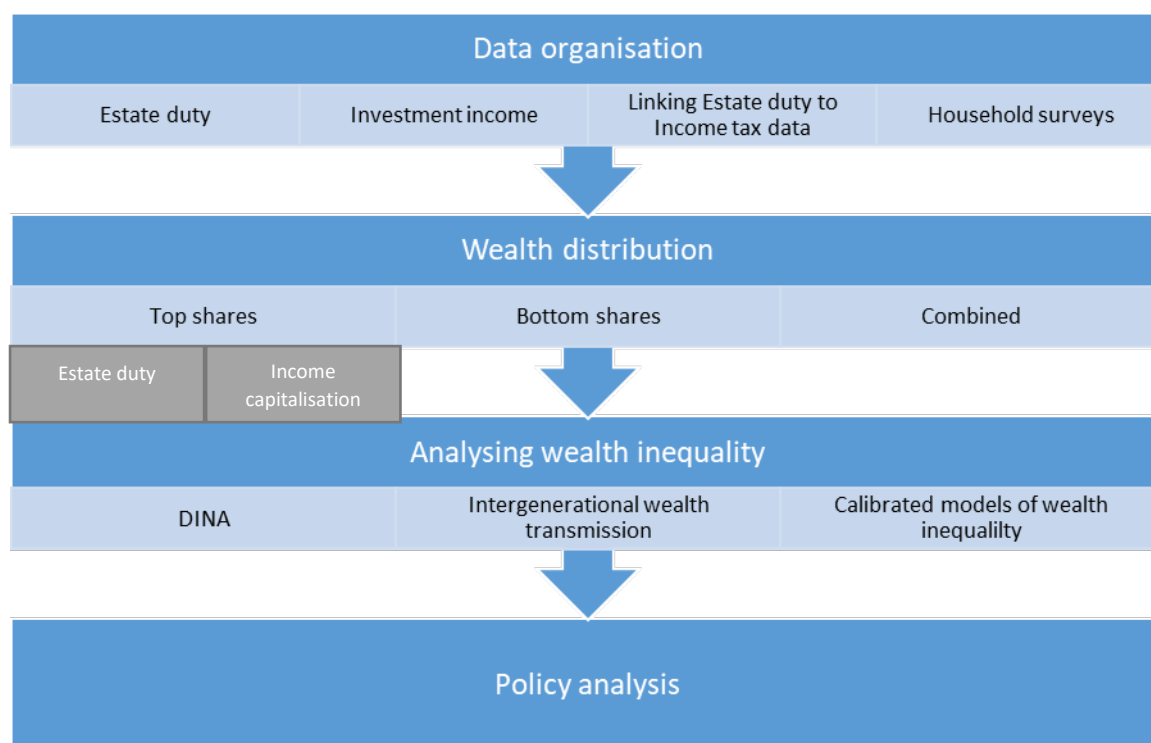 Data organisation
Estate duty
Investment income
Linking Estate duty to
Income tax data
Household surveys
Wealth distribution
Top shares
Bottom shares
Combined
Estate duty
Income
capitalisation
Analysing wealth inequality
DINA
Intergenerational wealth
transmission
Calibrated models of wealth
inequalilty
Policy analysis